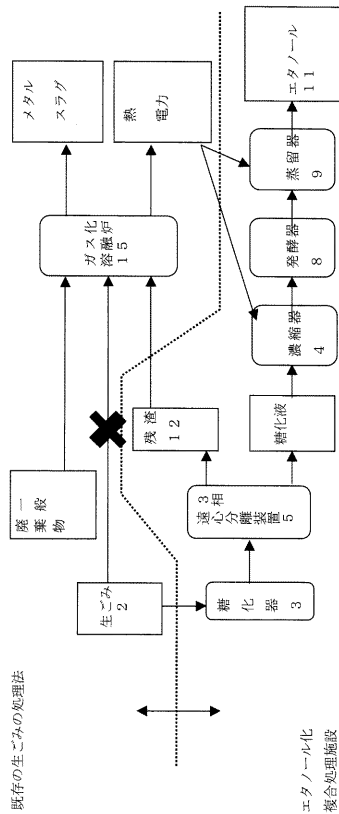 既存の生ごみの処理法
一般
廃棄
物
生ごみ
2
ガス化
溶融炉
15
メタル
スラグ
熱
電力
残渣
12
糖化
器
3
3相
遠心分離
装置
5
糖化液
濃縮器
4
発酵器
8
蒸留器
9
エタノール
11
エタノール化
複合処理施設